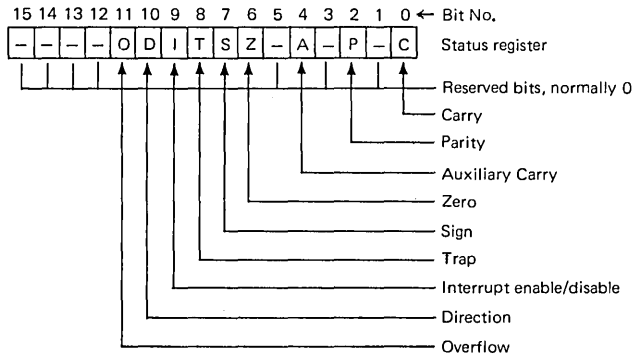 15 14 13 12 11 10 9 8 7 6 5 4 3 2 1 0 ← Bit No.
– – – – O D I T S Z – A – P – C Status register
Reserved bits, normally 0
Carry
Parity
Auxiliary Carry
Zero
Sign
Trap
Interrupt enable/disable
Direction
Overflow